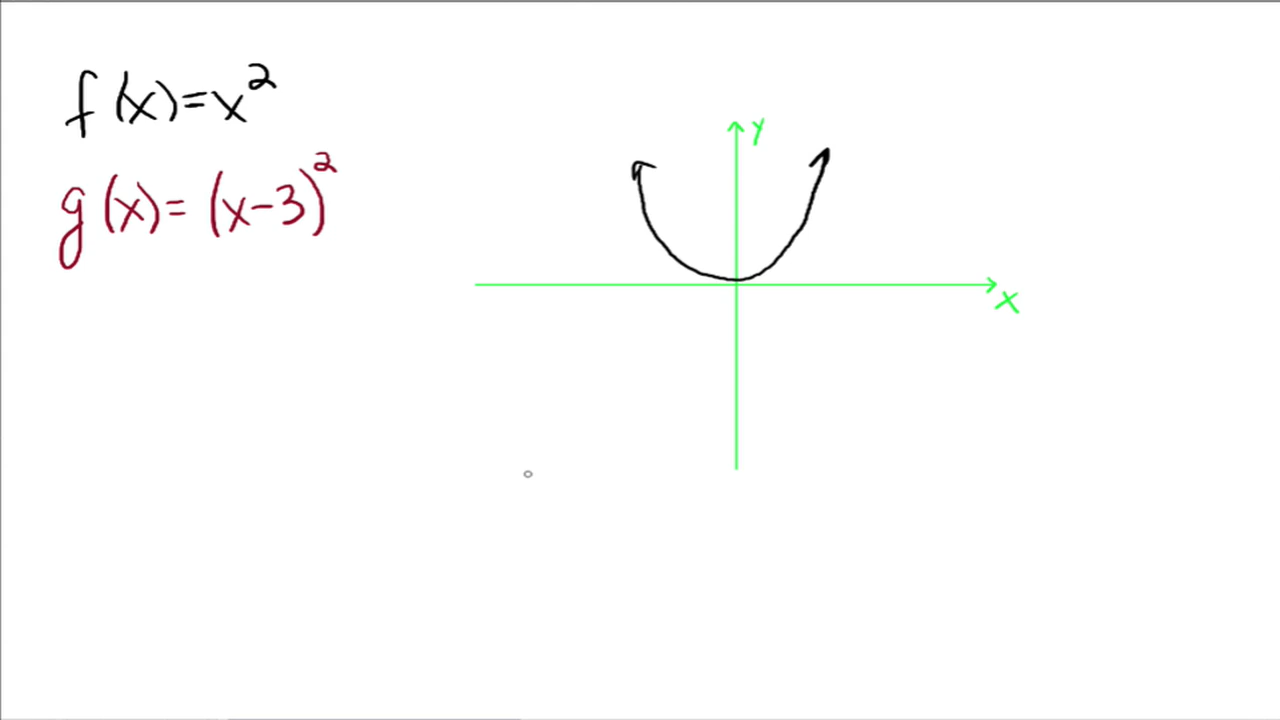 f(x)=x²
g(x)=(x-3)²
y
x